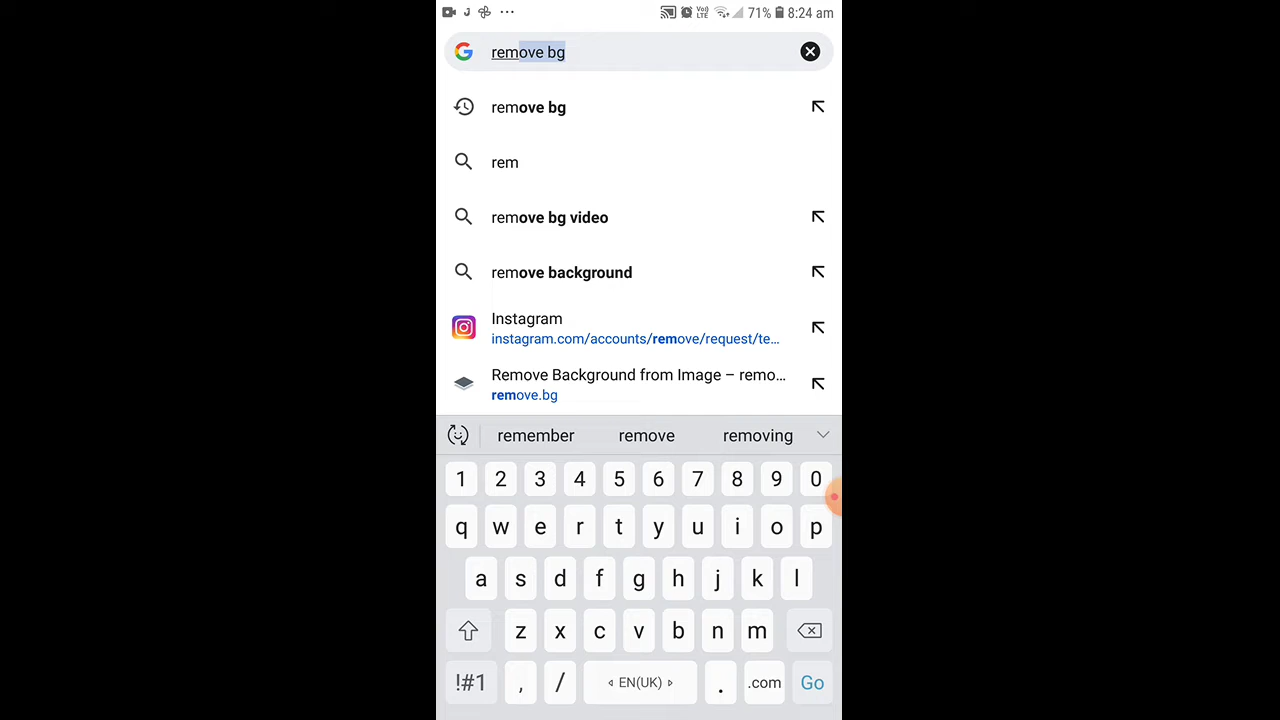 71% 8:24 am
remove bg
remove bg
rem
remove bg video
remove background
Instagram
instagram.com/accounts/remove/request/te...
Remove Background from Image – remo...
remove.bg
remember remove removing
1 2 3 4 5 6 7 8 9 0
q w e r t y u i o p
a s d f g h j k l
z x c v b n m
!#1 , / EN(UK) . .com Go